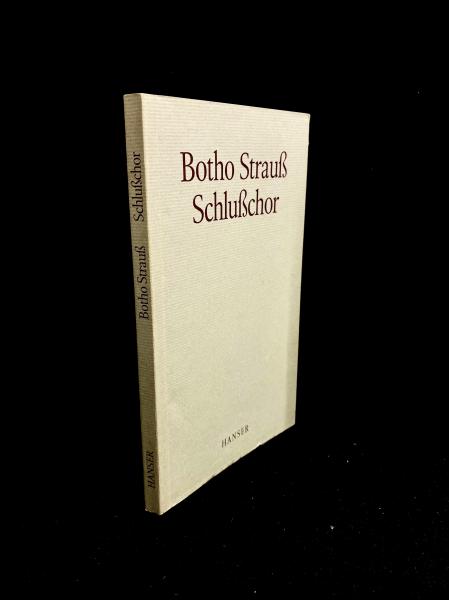 Botho Strauß
Schlußchor
HANSER
Botho Strauß Schlußchor
HANSER